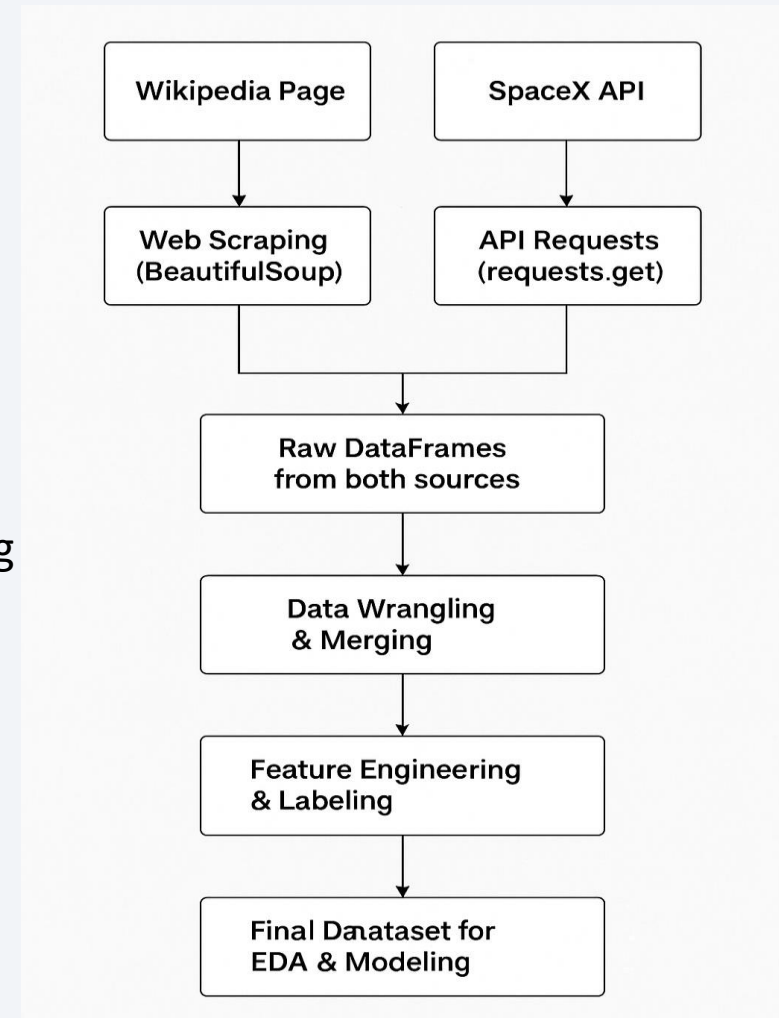 Wikipedia Page
SpaceX API
Web Scraping
(BeautifulSoup)
API Requests
(requests.get)
Raw DataFrames
from both sources
g
Data Wrangling
& Merging
Feature Engineering
& Labeling
Final Danataset for
EDA & Modeling